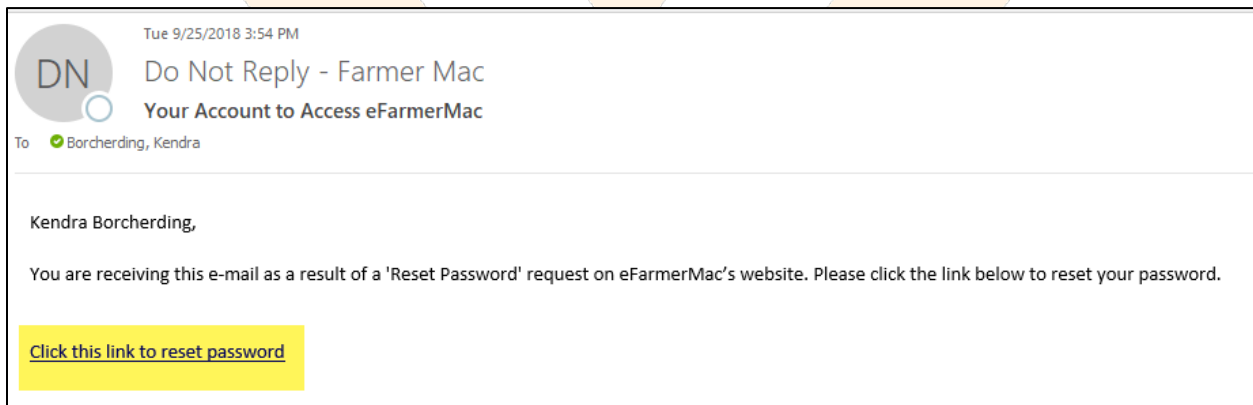 Tue 9/25/2018 3:54 PM
DN
Do Not Reply - Farmer Mac
Your Account to Access eFarmerMac
To Borcherding, Kendra
Kendra Borcherding,
You are receiving this e-mail as a result of a 'Reset Password' request on eFarmerMac’s website. Please click the link below to reset your password.
Click this link to reset password